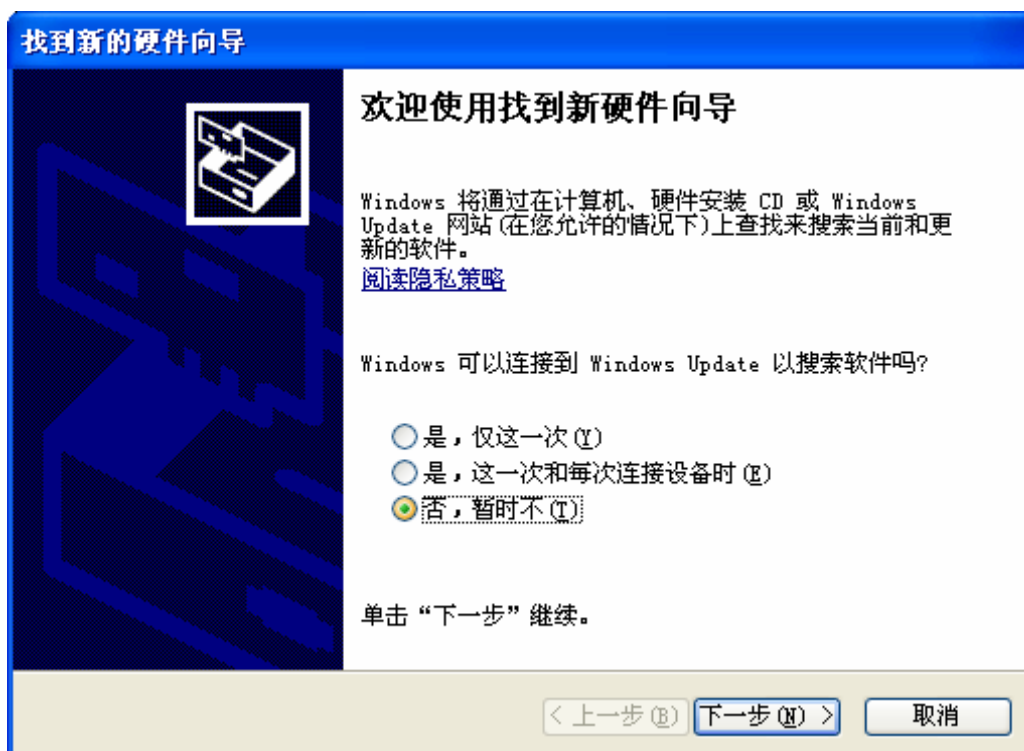 找到新的硬件向导
欢迎使用找到新硬件向导
Windows 将通过在计算机、硬件安装 CD 或 Windows
Update 网站(在您允许的情况下)上查找来搜索当前和更
新的软件。
阅读隐私策略
Windows 可以连接到 Windows Update 以搜索软件吗?
是，仅这一次(Y)
是，这一次和每次连接设备时(E)
否，暂时不(T)
单击“下一步”继续。
< 上一步(B) 下一步(N) > 取消